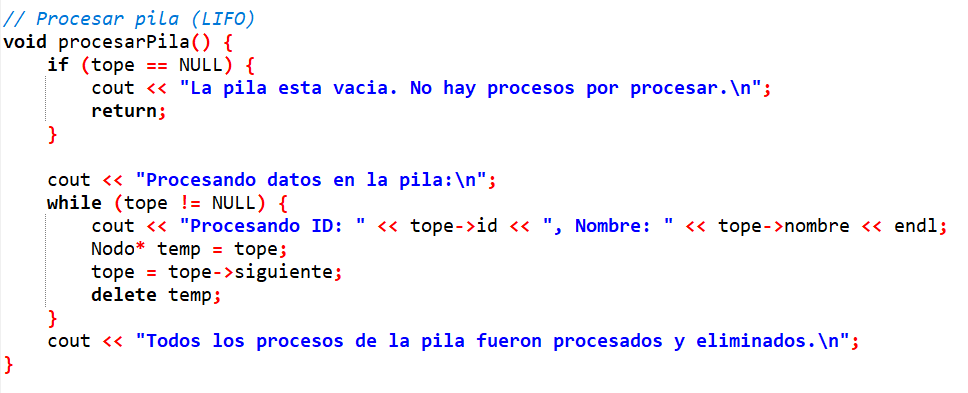 // Procesar pila (LIFO)
void procesarPila() {
    if (tope == NULL) {
        cout << "La pila esta vacia. No hay procesos por procesar.\n";
        return;
    }

    cout << "Procesando datos en la pila:\n";
    while (tope != NULL) {
        cout << "Procesando ID: " << tope->id << ", Nombre: " << tope->nombre << endl;
        Nodo* temp = tope;
        tope = tope->siguiente;
        delete temp;
    }
    cout << "Todos los procesos de la pila fueron procesados y eliminados.\n";
}